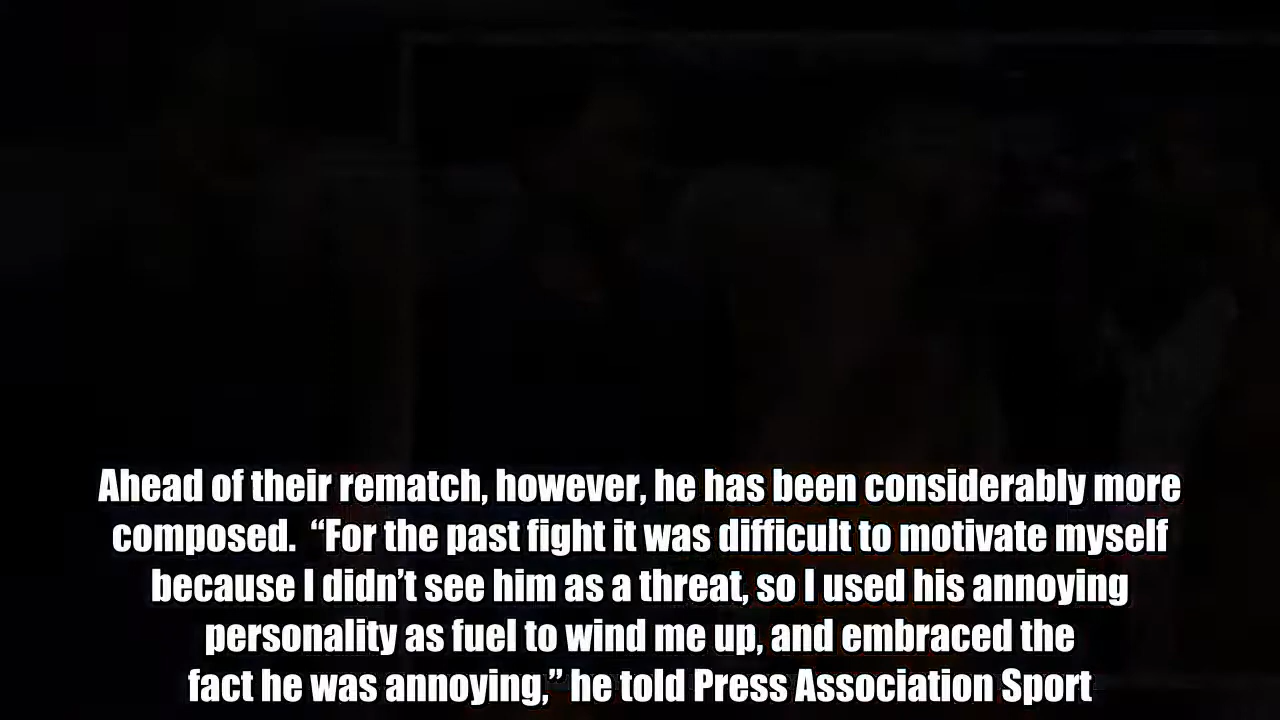 Ahead of their rematch, however, he has been considerably more
composed.  “For the past fight it was difficult to motivate myself
because I didn’t see him as a threat, so I used his annoying
personality as fuel to wind me up, and embraced the
fact he was annoying,” he told Press Association Sport